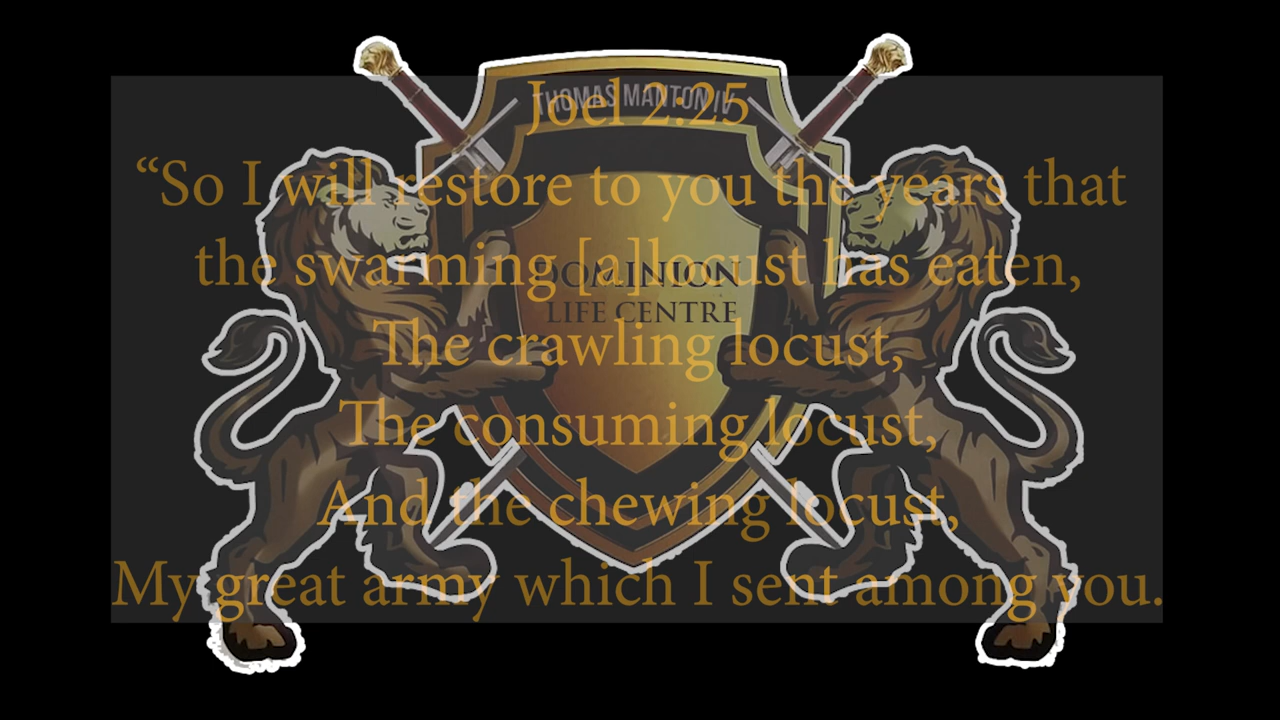 THOMAS MANTON IV
Joel 2:25
“So I will restore to you the years that
the swarming [a]locust has eaten,
DOMINION
LIFE CENTRE
The crawling locust,
The consuming locust,
And the chewing locust,
My great army which I sent among you.